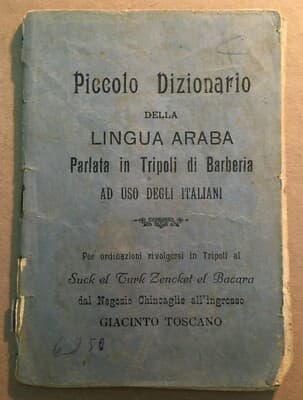 Piccolo Dizionario
DELLA
LINGUA ARABA
Parlata in Tripoli di Barberia
AD USO DEGLI ITALIANI
Per ordinazioni rivolgersi in Tripoli al
Suck el Turk Zencket el Bacara
dal Negozio Chincaglie all'ingrosso
GIACINTO TOSCANO